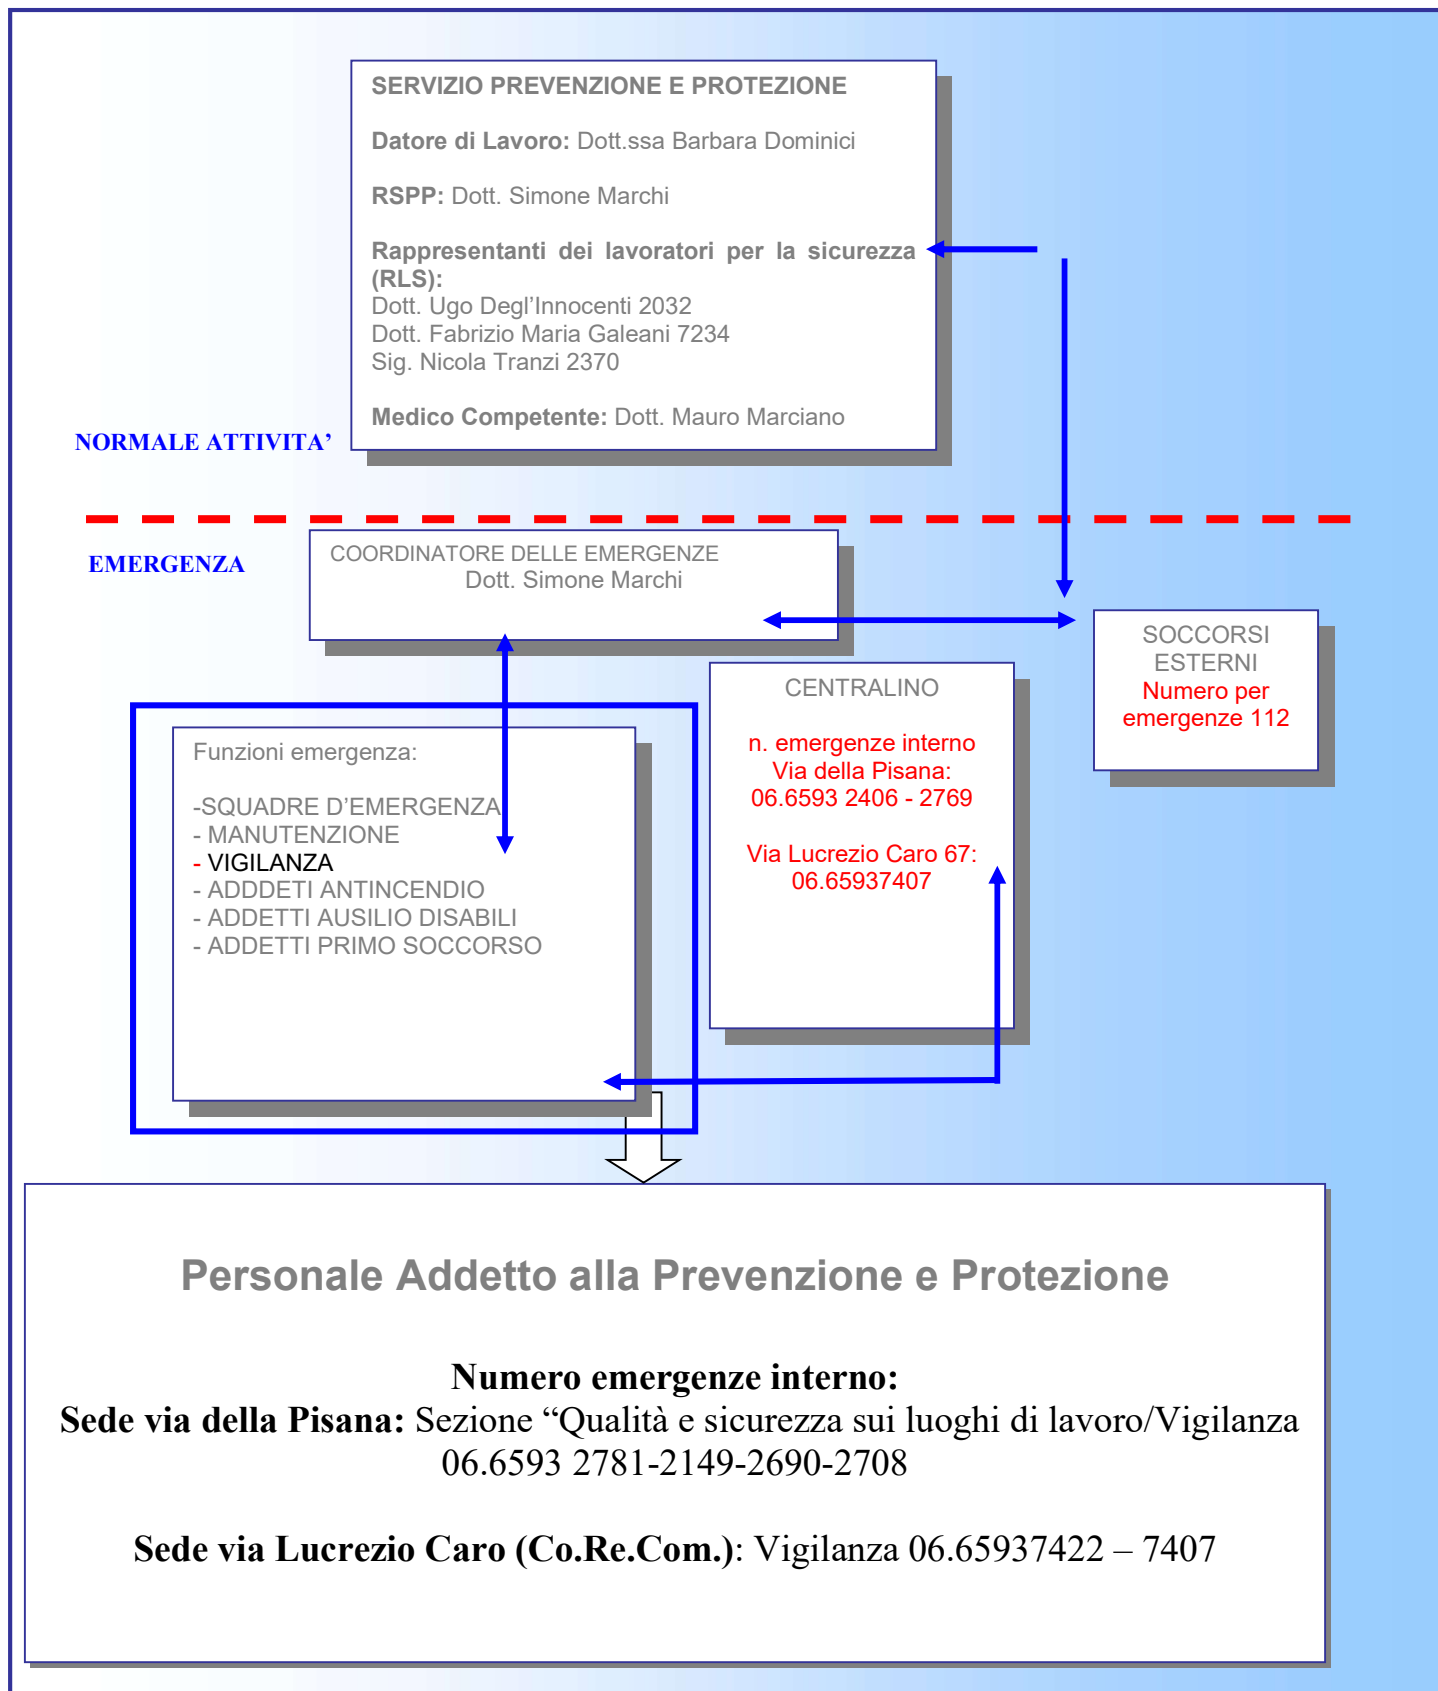 SERVIZIO PREVENZIONE E PROTEZIONE
Datore di Lavoro: Dott.ssa Barbara Dominici
RSPP: Dott. Simone Marchi
Rappresentanti dei lavoratori per la sicurezza
(RLS):
Dott. Ugo Degl’Innocenti 2032
Dott. Fabrizio Maria Galeani 7234
Sig. Nicola Tranzi 2370
Medico Competente: Dott. Mauro Marciano
NORMALE ATTIVITA’
EMERGENZA
COORDINATORE DELLE EMERGENZE
Dott. Simone Marchi
SOCCORSI
ESTERNI
Numero per
emergenze 112
CENTRALINO
n. emergenze interno
Via della Pisana:
06.6593 2406 - 2769
Via Lucrezio Caro 67:
06.65937407
Funzioni emergenza:
-SQUADRE D’EMERGENZA
- MANUTENZIONE
- VIGILANZA
- ADDDETI ANTINCENDIO
- ADDETTI AUSILIO DISABILI
- ADDETTI PRIMO SOCCORSO
Personale Addetto alla Prevenzione e Protezione
Numero emergenze interno:
Sede via della Pisana: Sezione “Qualità e sicurezza sui luoghi di lavoro/Vigilanza
06.6593 2781-2149-2690-2708
Sede via Lucrezio Caro (Co.Re.Com.): Vigilanza 06.65937422 – 7407